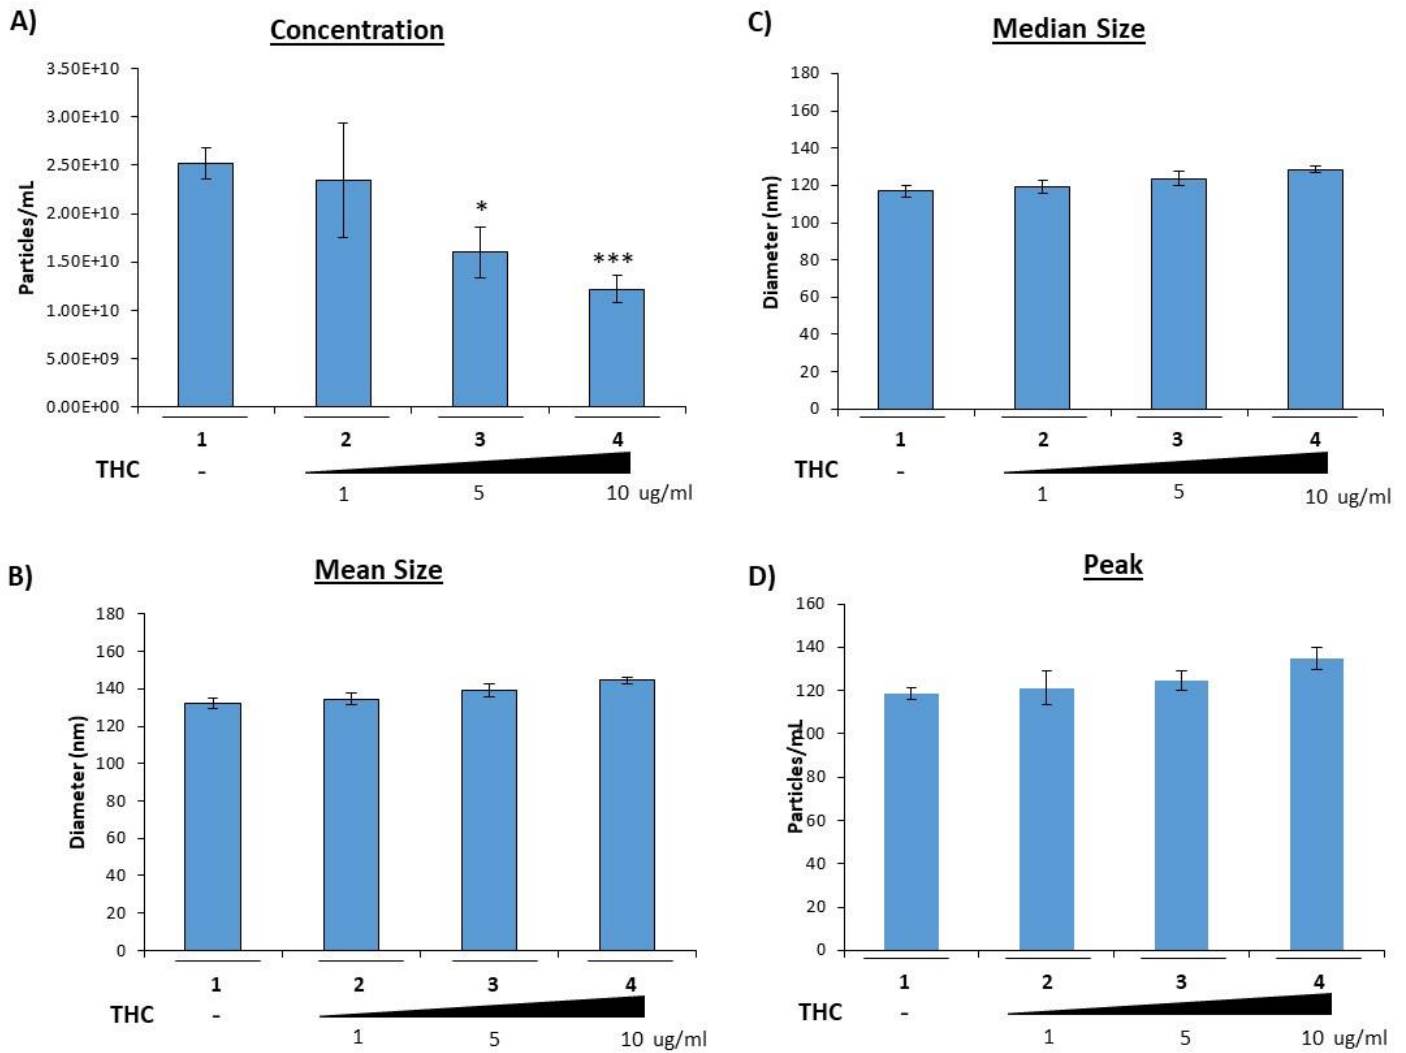 A)
Concentration
3.50E+10
3.00E+10
2.50E+10
2.00E+10
1.50E+10
1.00E+10
5.00E+09
0.00E+00
Particles/mL
*
***
1 2 3 4
THC -
1 5 10 ug/ml
C)
Median Size
180
160
140
120
100
80
60
40
20
0
Diameter (nm)
1 2 3 4
THC -
1 5 10 ug/ml
B)
Mean Size
180
160
140
120
100
80
60
40
20
0
Diameter (nm)
1 2 3 4
THC -
1 5 10 ug/ml
D)
Peak
160
140
120
100
80
60
40
20
0
Particles/mL
1 2 3 4
THC -
1 5 10 ug/ml